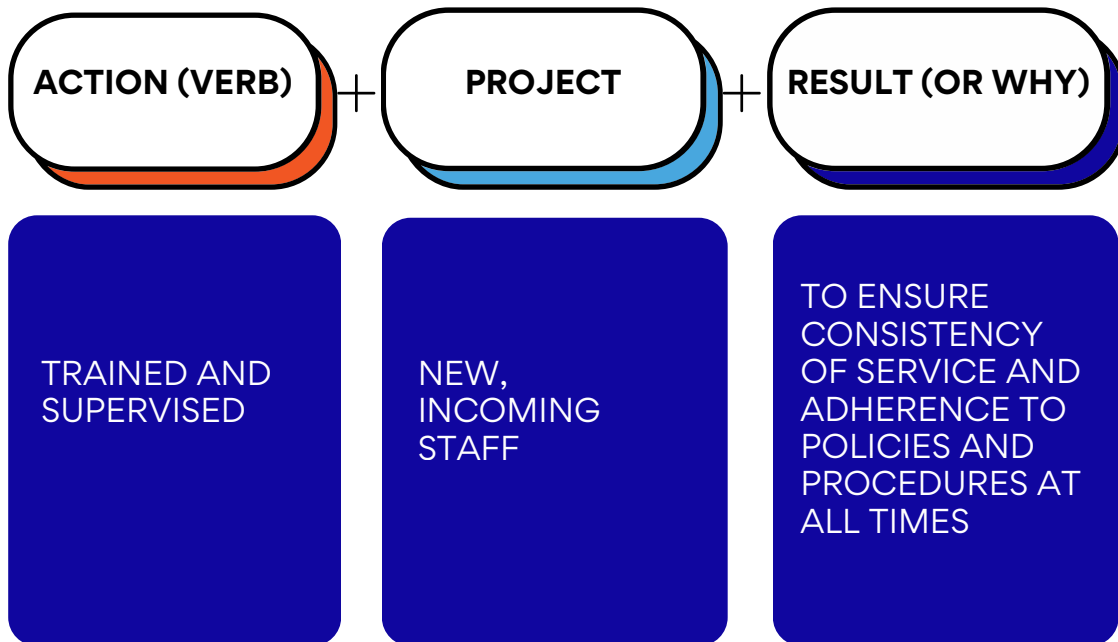 ACTION (VERB)
+
PROJECT
+
RESULT (OR WHY)
TRAINED AND
SUPERVISED
NEW,
INCOMING
STAFF
TO ENSURE
CONSISTENCY
OF SERVICE AND
ADHERENCE TO
POLICIES AND
PROCEDURES AT
ALL TIMES